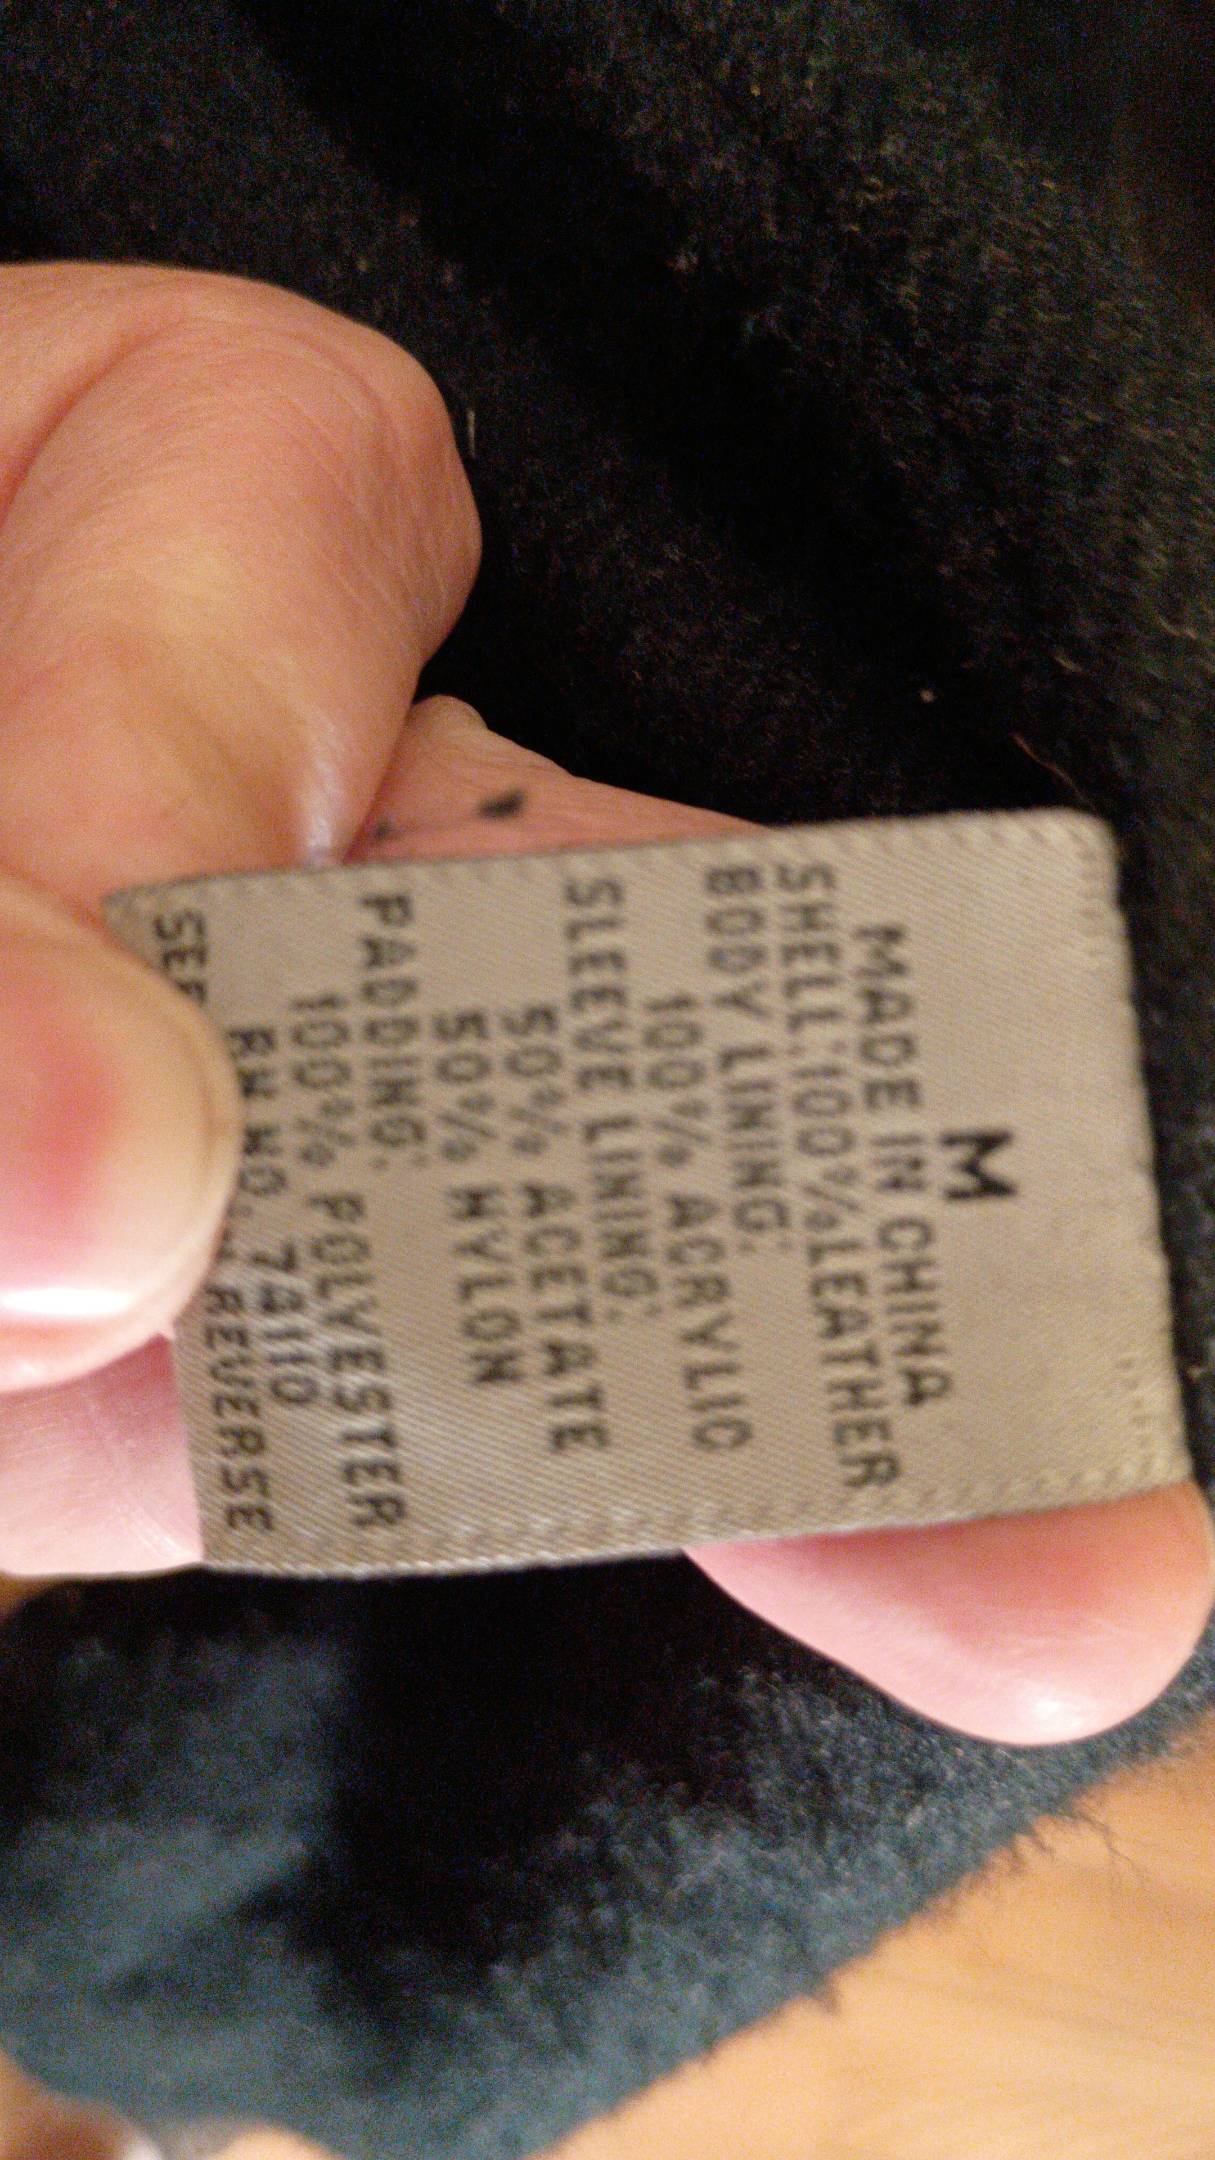 M
MADE IN CHINA
SHELL:100%LEATHER
BODY LINING:
100% ACRYLIC
SLEEVE LINING:
50% ACETATE
50% NYLON
PADDING:
100% POLYESTER
RN NO. 74110
REVERSE